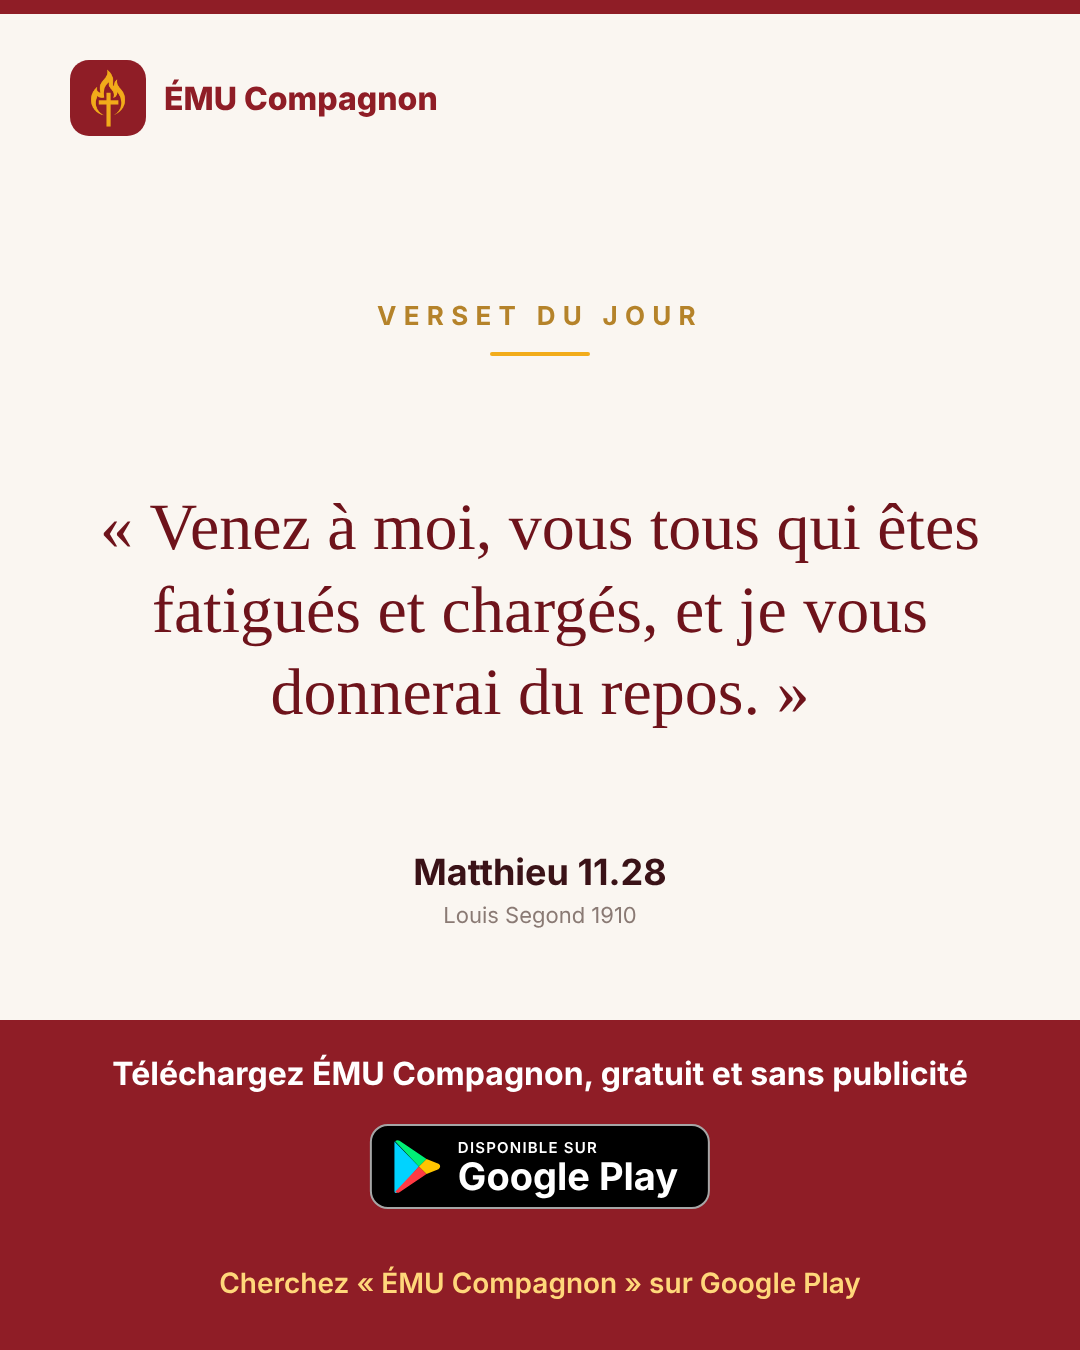 ÉMU Compagnon
VERSET DU JOUR
« Venez à moi, vous tous qui êtes
fatigués et chargés, et je vous
donnerai du repos. »
Matthieu 11.28
Louis Segond 1910
Téléchargez ÉMU Compagnon, gratuit et sans publicité
DISPONIBLE SUR
Google Play
Cherchez « ÉMU Compagnon » sur Google Play